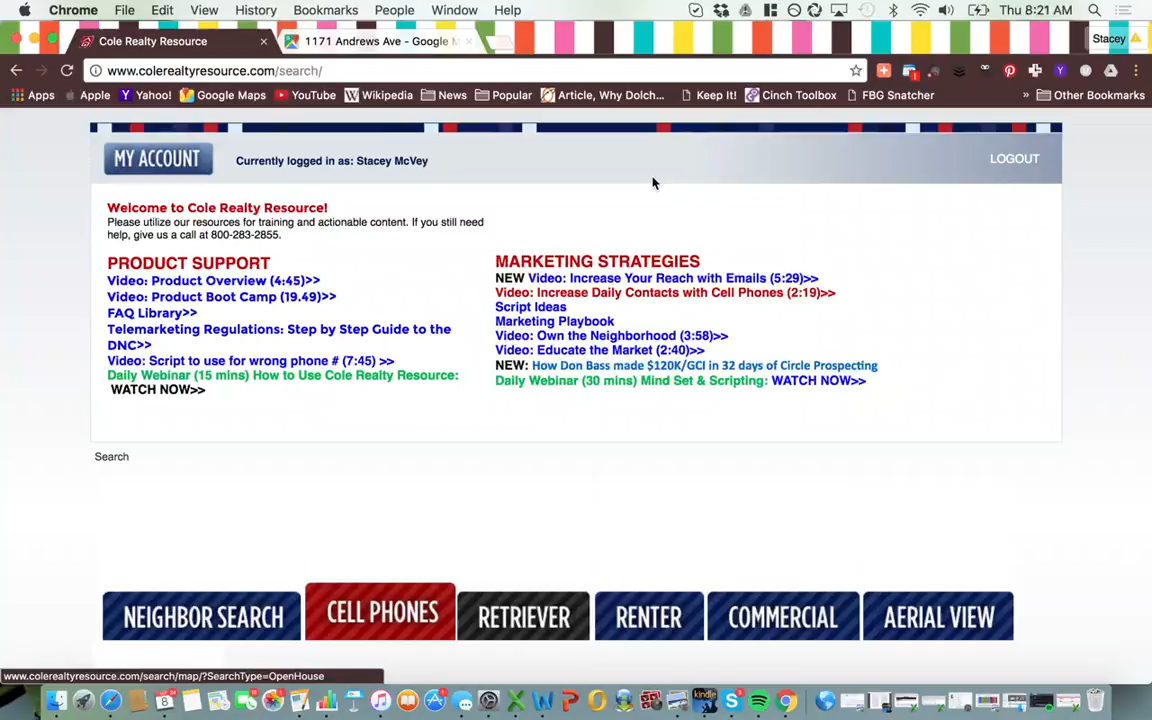 Chrome File Edit View History Bookmarks People Window Help Thu 8:21 AM
Cole Realty Resource 1171 Andrews Ave - Google M Stacey
www.colerealtyresource.com/search/
Apps Apple Yahoo! Google Maps YouTube Wikipedia News Popular Article, Why Dolch... Keep It! Cinch Toolbox FBG Snatcher » Other Bookmarks
MY ACCOUNT Currently logged in as: Stacey McVey LOGOUT
Welcome to Cole Realty Resource!
Please utilize our resources for training and actionable content. If you still need
help, give us a call at 800-283-2855.
PRODUCT SUPPORT
Video: Product Overview (4:45)>>
Video: Product Boot Camp (19.49)>>
FAQ Library>>
Telemarketing Regulations: Step by Step Guide to the
DNC>>
Video: Script to use for wrong phone # (7:45) >>
Daily Webinar (15 mins) How to Use Cole Realty Resource:
WATCH NOW>>
MARKETING STRATEGIES
NEW Video: Increase Your Reach with Emails (5:29)>>
Video: Increase Daily Contacts with Cell Phones (2:19)>>
Script Ideas
Marketing Playbook
Video: Own the Neighborhood (3:58)>>
Video: Educate the Market (2:40)>>
NEW: How Don Bass made $120K/GCI in 32 days of Circle Prospecting
Daily Webinar (30 mins) Mind Set & Scripting: WATCH NOW>>
Search
NEIGHBOR SEARCH CELL PHONES RETRIEVER RENTER COMMERCIAL AERIAL VIEW
www.colerealtyresource.com/search/map/?SearchType=OpenHouse
kindle